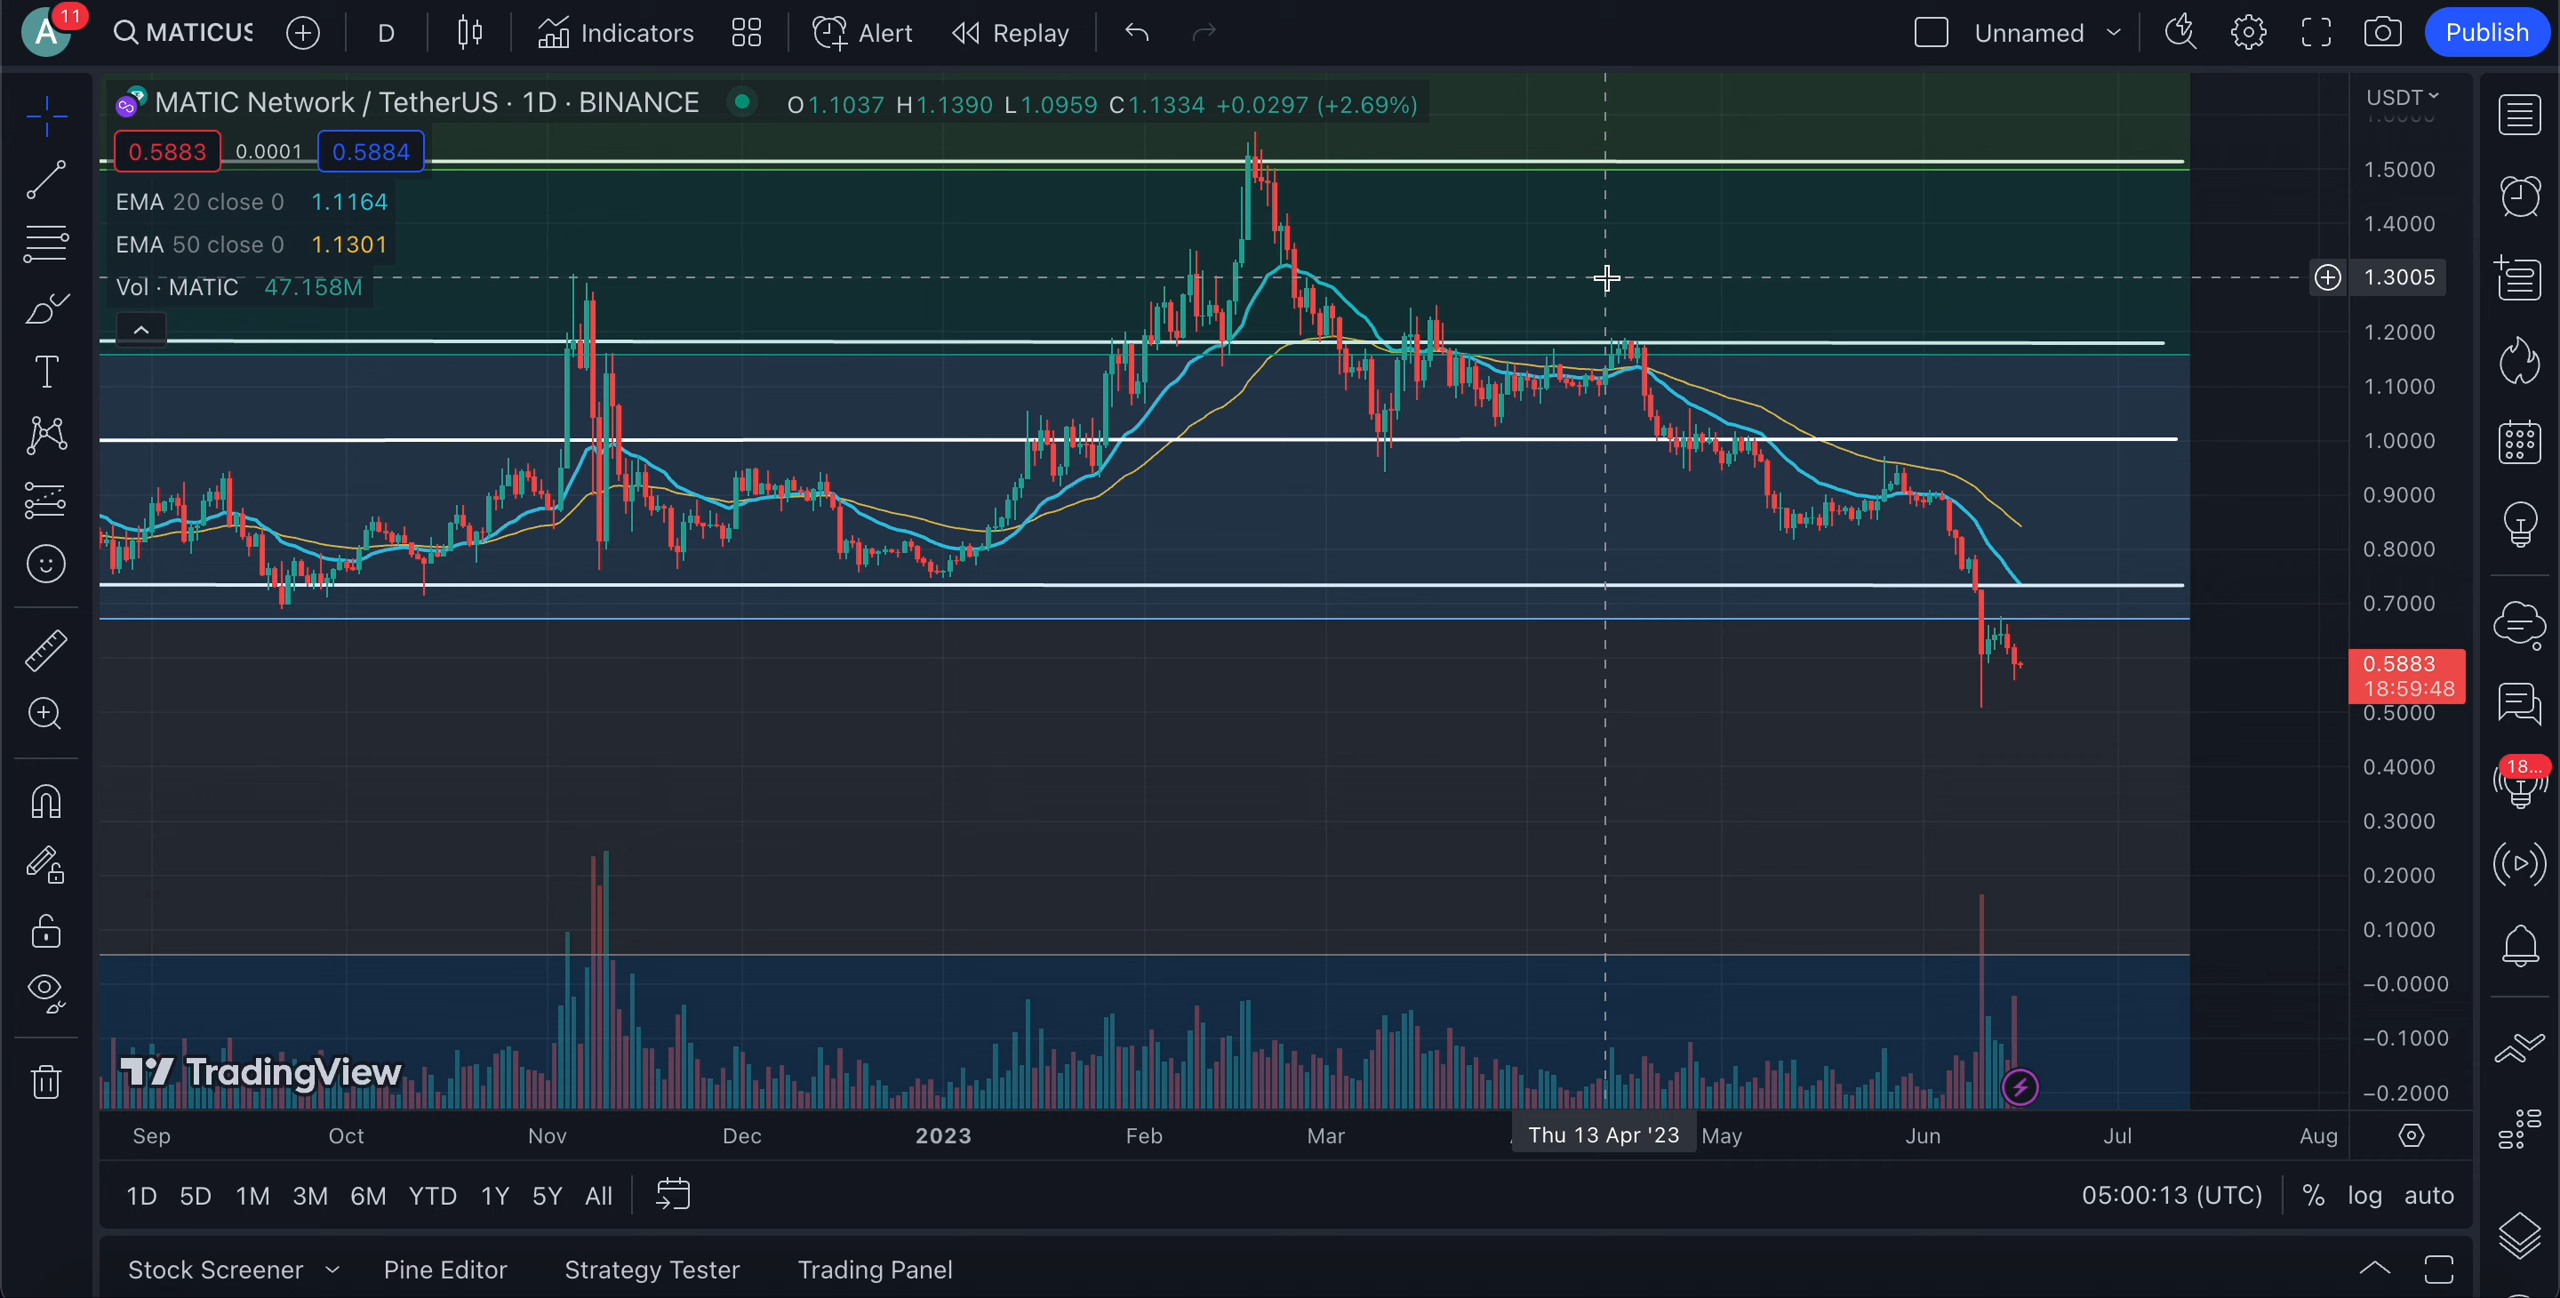 A 11 MATICUS D Indicators Alert Replay Unnamed Publish
MATIC Network / TetherUS · 1D · BINANCE O1.1037 H1.1390 L1.0959 C1.1334 +0.0297 (+2.69%)
USDT
0.5883 0.0001 0.5884
EMA 20 close 0 1.1164
EMA 50 close 0 1.1301
Vol · MATIC 47.158M
1.5000
1.4000
1.3005
1.2000
1.1000
1.0000
0.9000
0.8000
0.7000
0.5883
18:59:48
0.5000
0.4000
0.3000
0.2000
0.1000
−0.0000
−0.1000
−0.2000
18...
TradingView
Sep Oct Nov Dec 2023 Feb Mar Thu 13 Apr '23 May Jun Jul Aug
1D 5D 1M 3M 6M YTD 1Y 5Y All 05:00:13 (UTC) % log auto
Stock Screener Pine Editor Strategy Tester Trading Panel